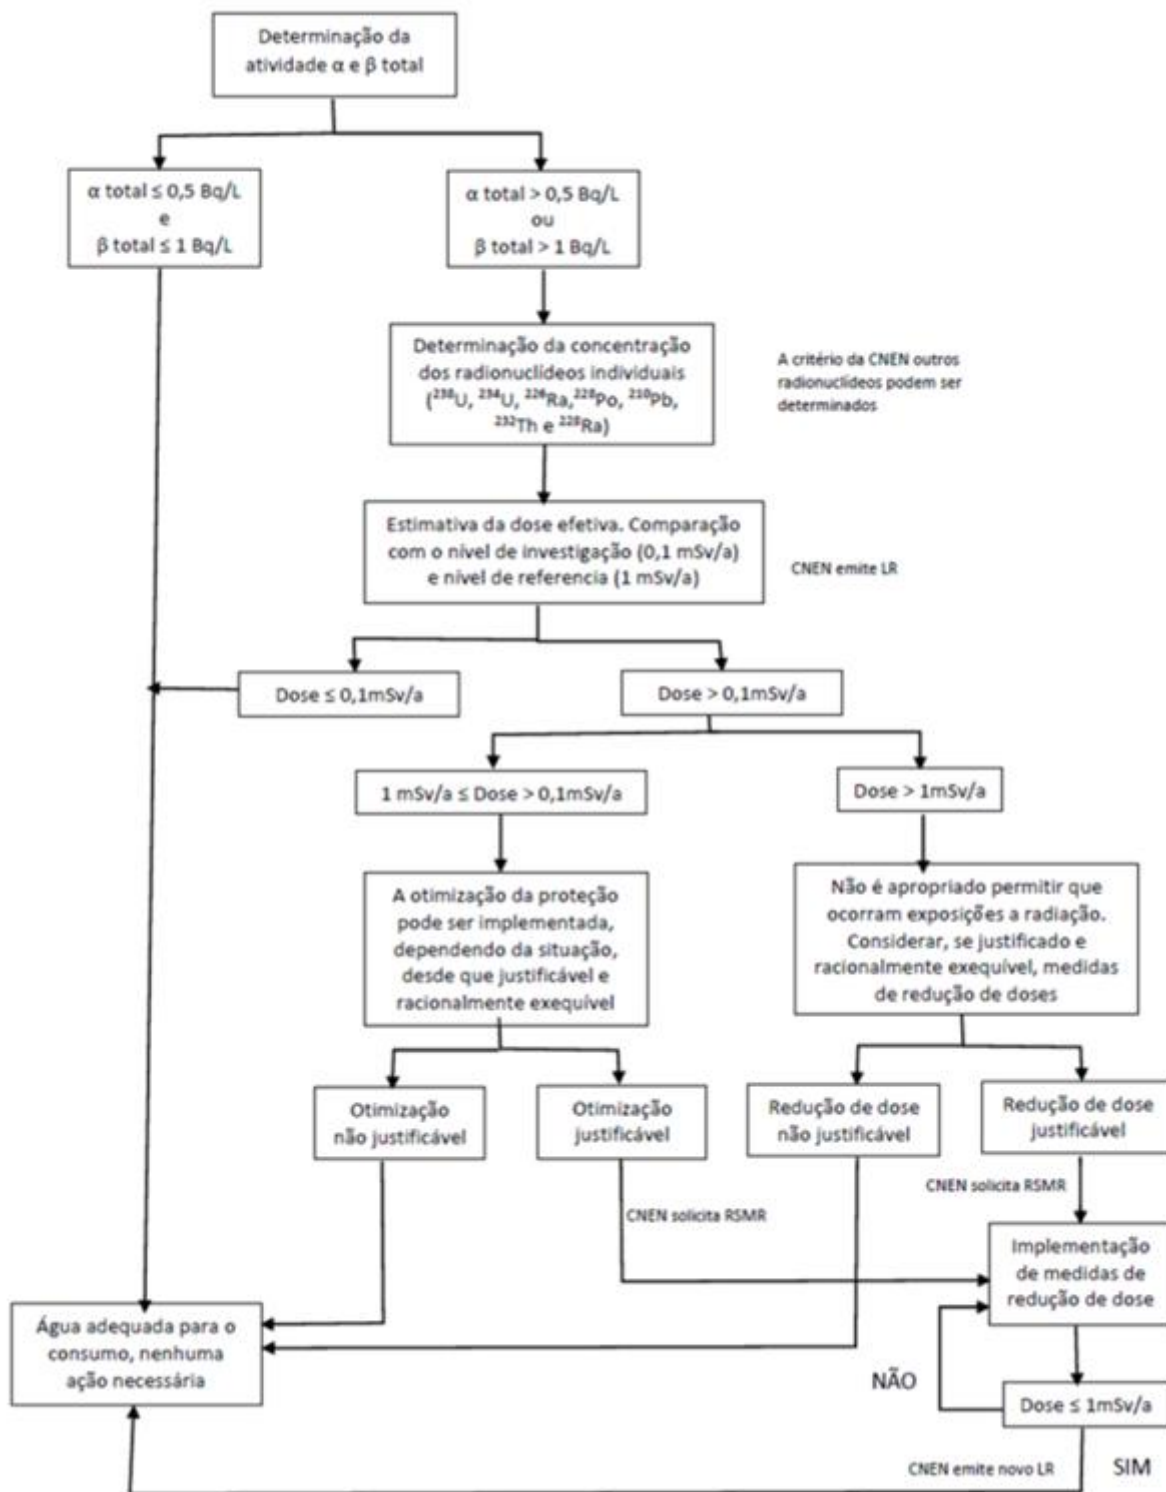 Determinação da
atividade α e β total
α total ≤ 0,5 Bq/L
e
β total ≤ 1 Bq/L
α total > 0,5 Bq/L
ou
β total > 1 Bq/L
Determinação da concentração
dos radionuclídeos individuais
(²³⁸U, ²³⁴U, ²²⁶Ra,²²⁸Po, ²¹⁰Pb,
²³²Th e ²²⁸Ra)
A critério da CNEN outros
radionuclídeos podem ser
determinados
Estimativa da dose efetiva. Comparação
com o nível de investigação (0,1 mSv/a)
e nível de referencia (1 mSv/a)
CNEN emite LR
Dose ≤ 0,1mSv/a
Dose > 0,1mSv/a
1 mSv/a ≤ Dose > 0,1mSv/a
Dose > 1mSv/a
A otimização da proteção
pode ser implementada,
dependendo da situação,
desde que justificável e
racionalmente exequível
Não é apropriado permitir que
ocorram exposições a radiação.
Considerar, se justificado e
racionalmente exequível, medidas
de redução de doses
Otimização
não justificável
Otimização
justificável
Redução de dose
não justificável
Redução de dose
justificável
CNEN solicita RSMR
CNEN solicita RSMR
Implementação
de medidas de
redução de dose
Água adequada para o
consumo, nenhuma
ação necessária
NÃO
Dose ≤ 1mSv/a
CNEN emite novo LR
SIM